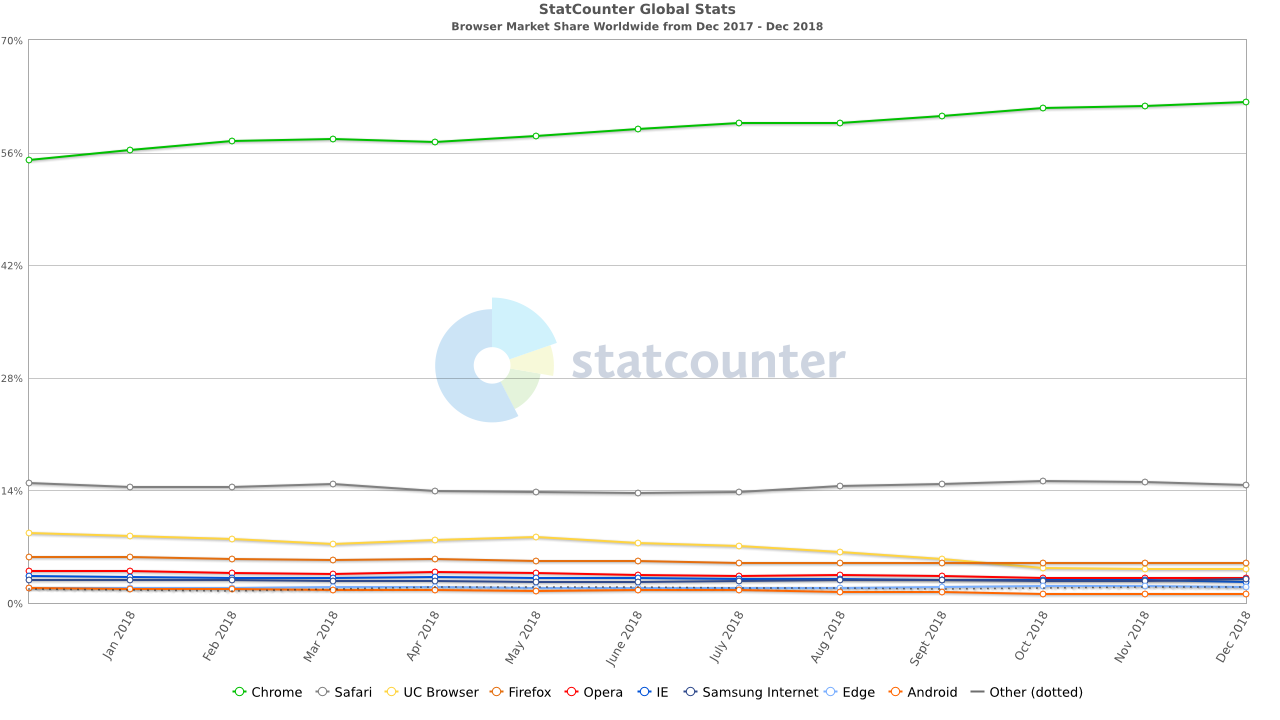 StatCounter Global Stats
Browser Market Share Worldwide from Dec 2017 - Dec 2018
70%
56%
42%
statcounter
28%
14%
0%
Jan 2018 Feb 2018 Mar 2018 Apr 2018 May 2018 June 2018 July 2018 Aug 2018 Sept 2018 Oct 2018 Nov 2018 Dec 2018
Chrome Safari UC Browser Firefox Opera IE Samsung Internet Edge Android Other (dotted)